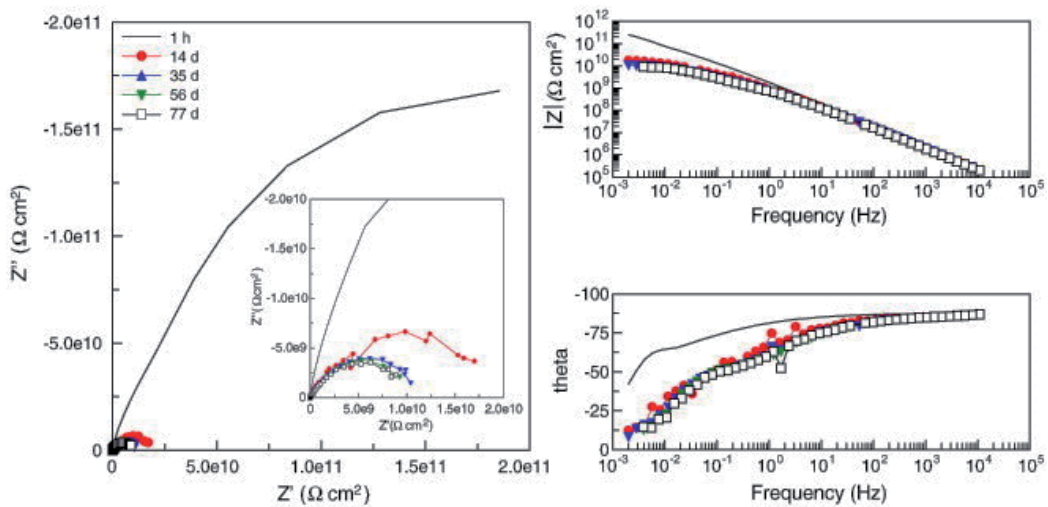 -2.0e11
-1.5e11
-1.0e11
-5.0e10
0
Z'' (Ω cm²)
1 h
14 d
35 d
56 d
77 d
0
5.0e10
1.0e11
1.5e11
2.0e11
Z' (Ω cm²)
-2.0e10
-1.5e10
-1.0e10
-5.0e9
0
Z'' (Ωcm²)
0
5.0e9
1.0e10
1.5e10
2.0e10
Z'(Ωcm²)
10¹²
10¹¹
10¹⁰
10⁹
10⁸
10⁷
10⁶
10⁵
|Z| (Ω cm²)
10⁻³ 10⁻² 10⁻¹ 10⁰ 10¹ 10² 10³ 10⁴ 10⁵
Frequency (Hz)
-100
-75
-50
-25
0
theta
10⁻³ 10⁻² 10⁻¹ 10⁰ 10¹ 10² 10³ 10⁴ 10⁵
Frequency (Hz)